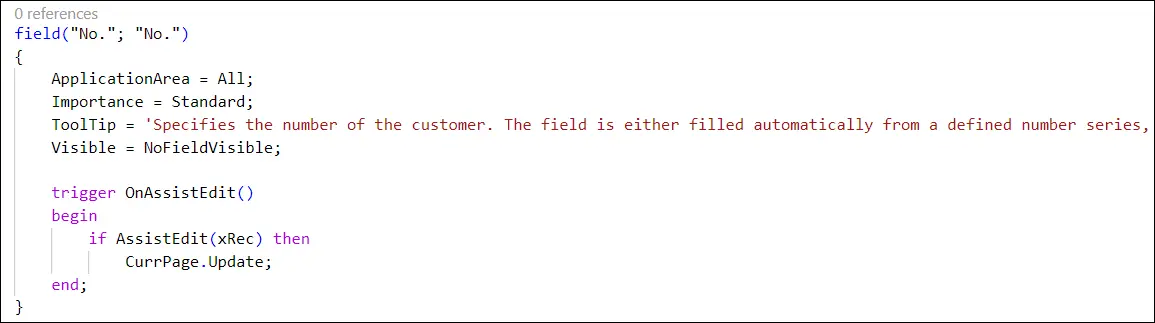 0 references
field("No."; "No.")
{
ApplicationArea = All;
Importance = Standard;
ToolTip = 'Specifies the number of the customer. The field is either filled automatically from a defined number series,
Visible = NoFieldVisible;
trigger OnAssistEdit()
begin
if AssistEdit(xRec) then
CurrPage.Update;
end;
}